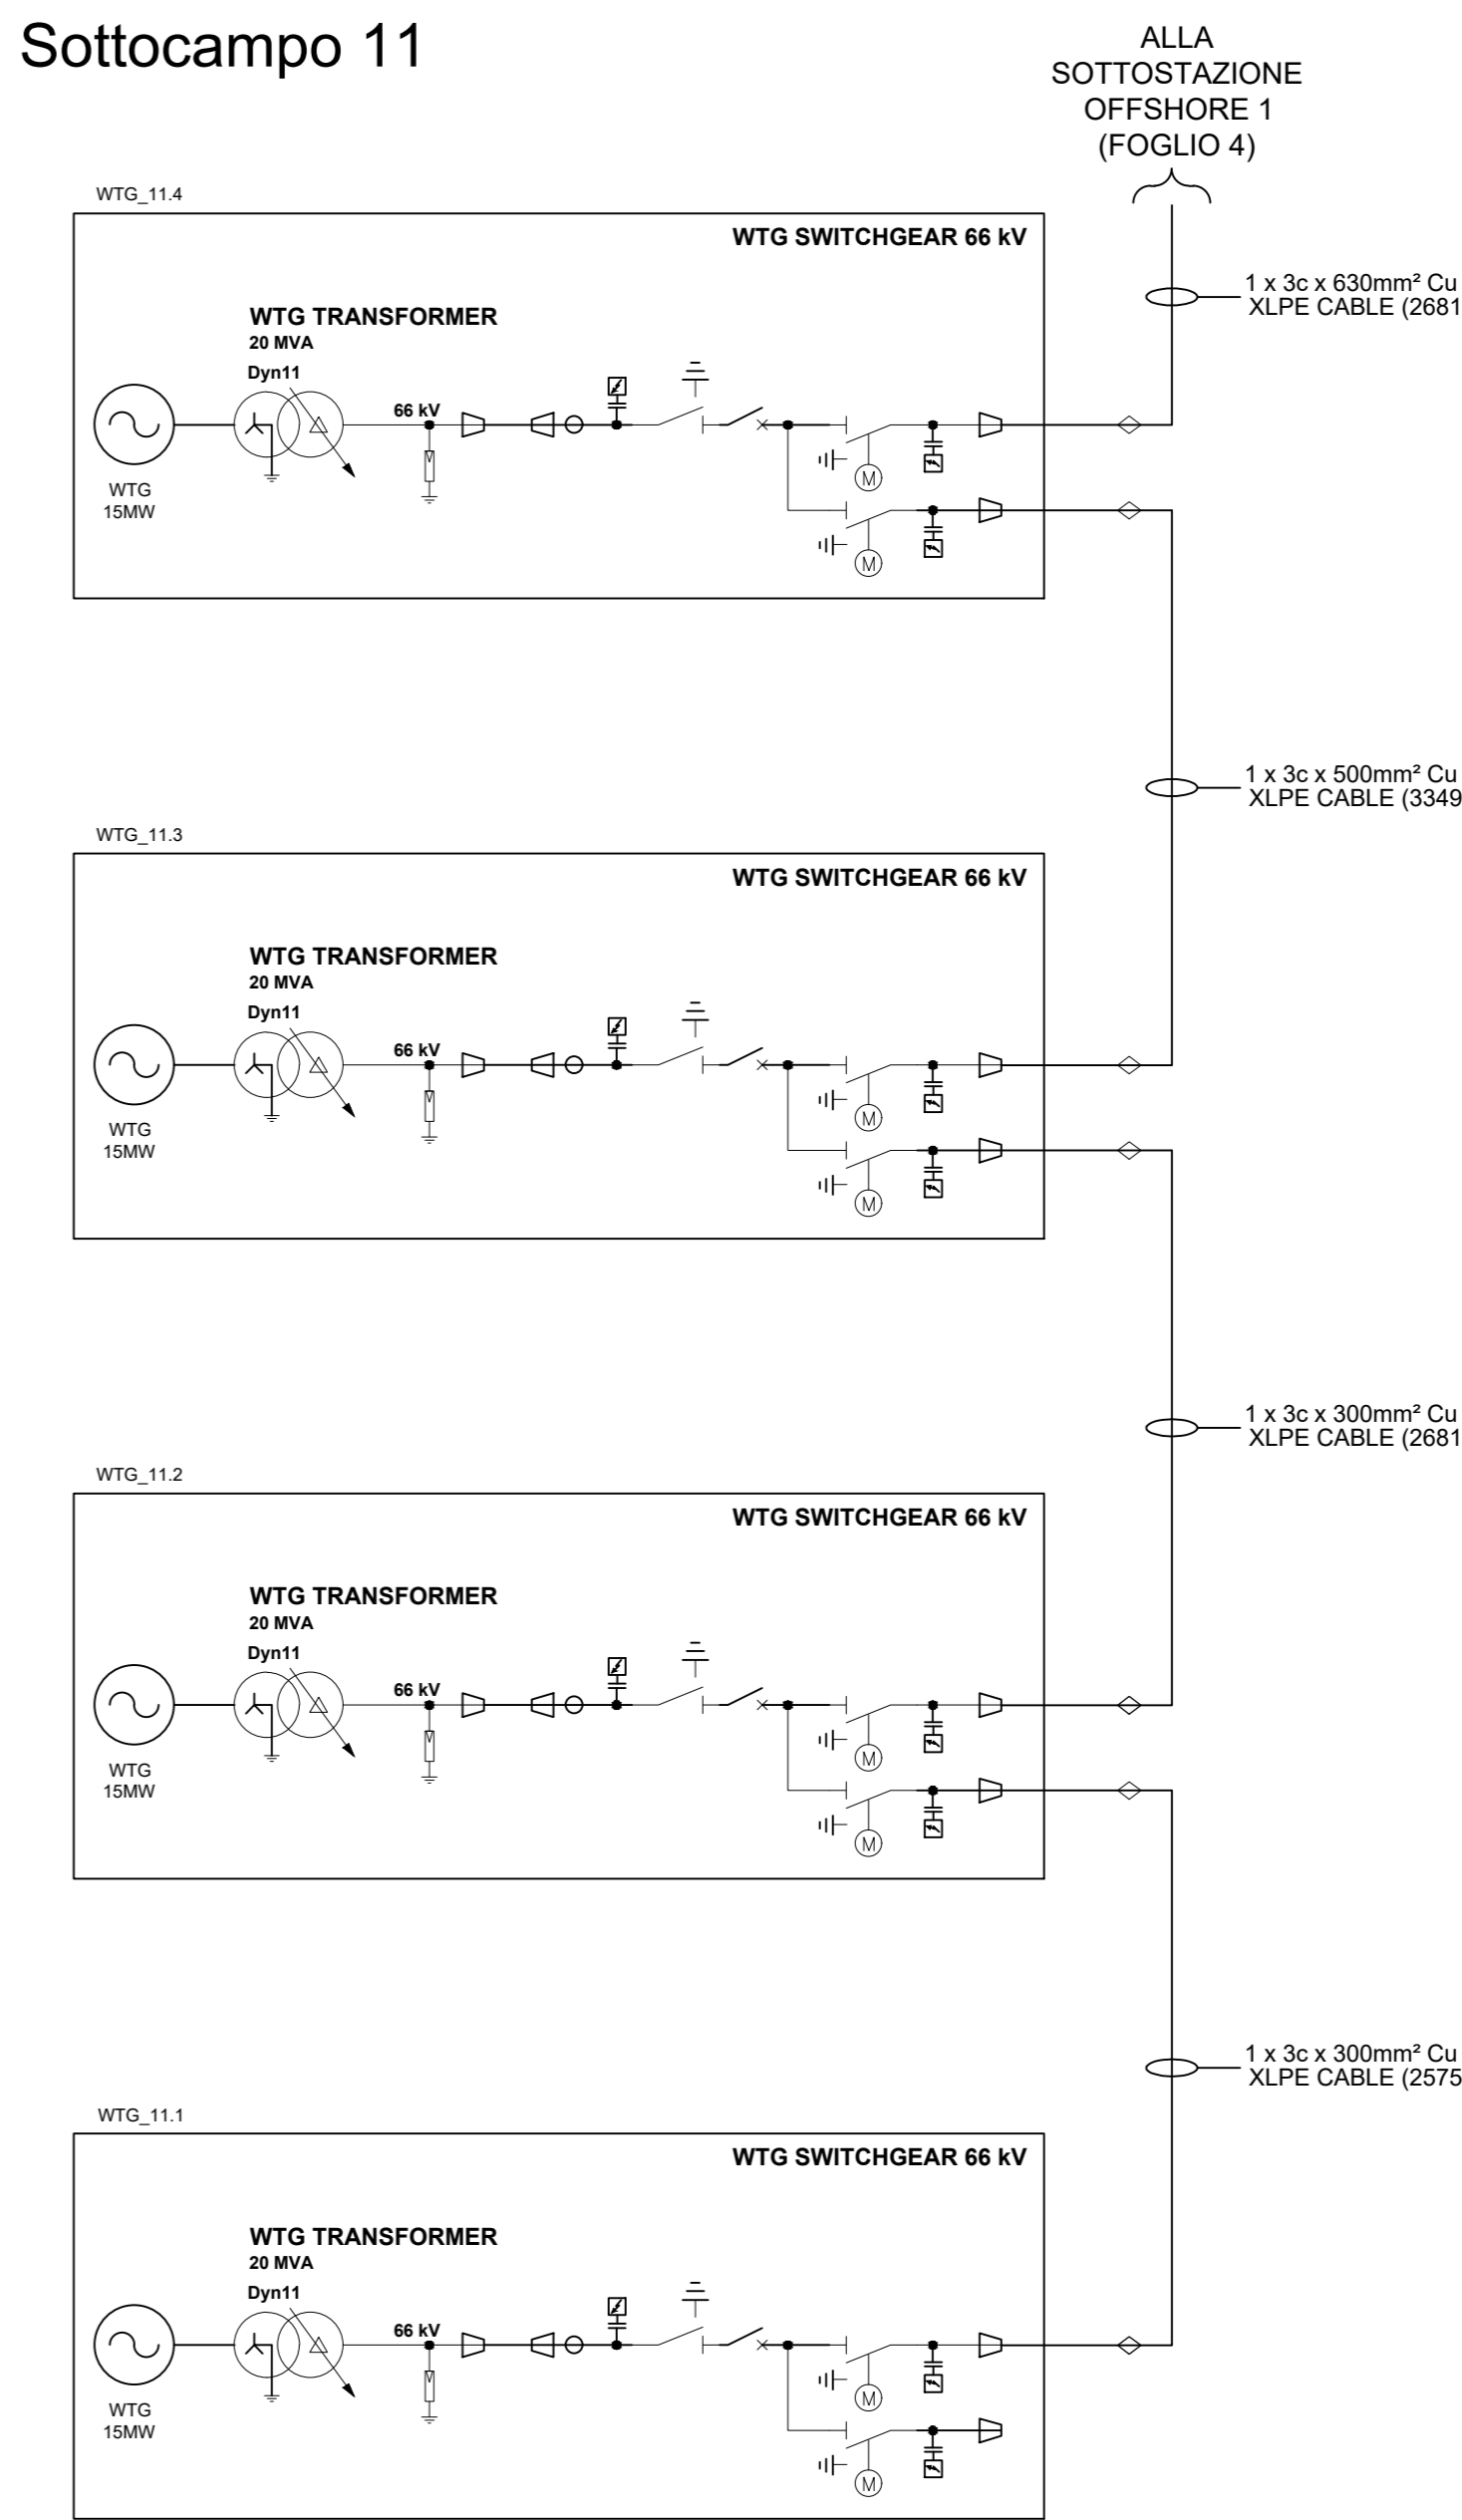 Sottocampo 11
ALLA
SOTTOSTAZIONE
OFFSHORE 1
(FOGLIO 4)
WTG_11.4
WTG SWITCHGEAR 66 kV
1 x 3c x 630mm² Cu
XLPE CABLE (2681
WTG TRANSFORMER
20 MVA
Dyn11
66 kV
WTG
15MW
M
M
1 x 3c x 500mm² Cu
XLPE CABLE (3349
WTG_11.3
WTG SWITCHGEAR 66 kV
WTG TRANSFORMER
20 MVA
Dyn11
66 kV
WTG
15MW
M
M
1 x 3c x 300mm² Cu
XLPE CABLE (2681
WTG_11.2
WTG SWITCHGEAR 66 kV
WTG TRANSFORMER
20 MVA
Dyn11
66 kV
WTG
15MW
M
M
1 x 3c x 300mm² Cu
XLPE CABLE (2575
WTG_11.1
WTG SWITCHGEAR 66 kV
WTG TRANSFORMER
20 MVA
Dyn11
66 kV
WTG
15MW
M
M